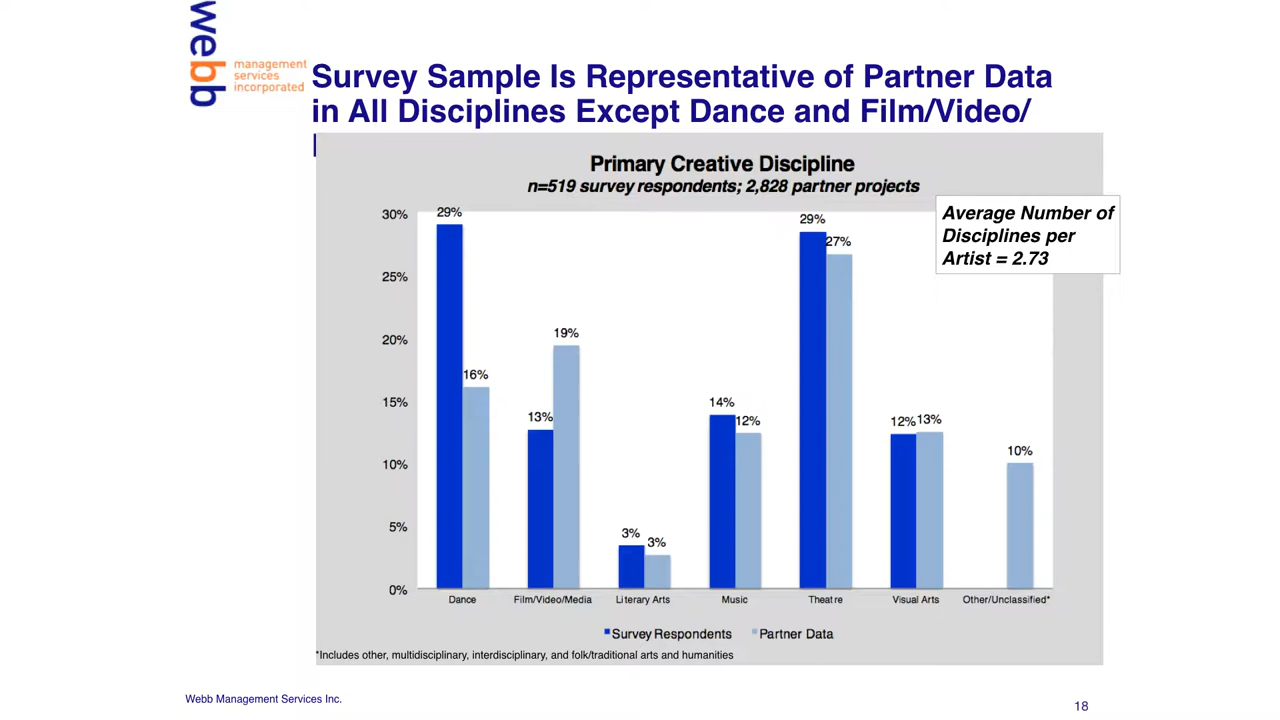 webb
management
services
incorporated
Survey Sample Is Representative of Partner Data
in All Disciplines Except Dance and Film/Video/
Primary Creative Discipline
n=519 survey respondents; 2,828 partner projects
Average Number of
Disciplines per
Artist = 2.73
30%
25%
20%
15%
10%
5%
0%
29%
16%
13%
19%
3%
3%
14%
12%
29%
27%
12%
13%
10%
Dance Film/Video/Media Literary Arts Music Theatre Visual Arts Other/Unclassified*
Survey Respondents Partner Data
*Includes other, multidisciplinary, interdisciplinary, and folk/traditional arts and humanities
Webb Management Services Inc.
18